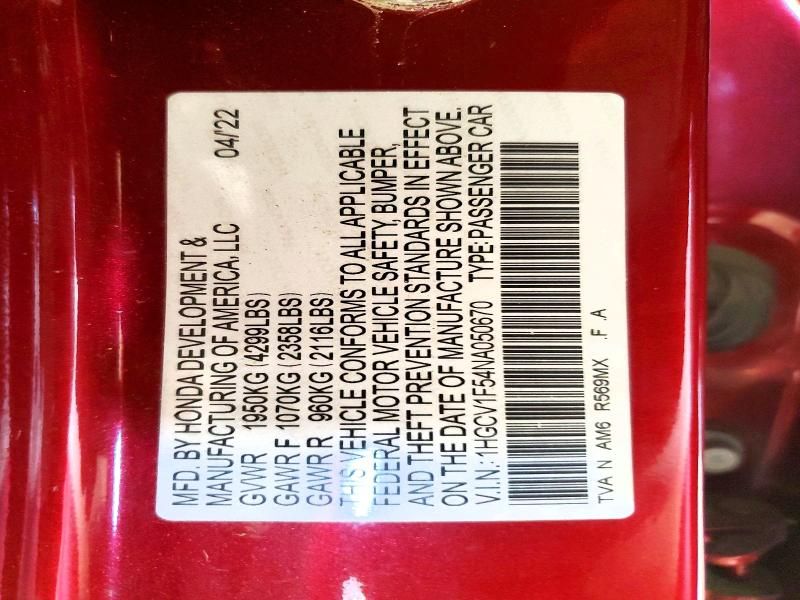 MFD. BY HONDA DEVELOPMENT &
MANUFACTURING OF AMERICA, LLC 04/'22
GVWR 1950KG (4299LBS)
GAWR F 1070KG (2358LBS)
GAWR R 960KG (2116LBS)
THIS VEHICLE CONFORMS TO ALL APPLICABLE
FEDERAL MOTOR VEHICLE SAFETY, BUMPER,
AND THEFT PREVENTION STANDARDS IN EFFECT
ON THE DATE OF MANUFACTURE SHOWN ABOVE.
V.I.N.: 1HGCV1F54NA050670 TYPE:PASSENGER CAR
TVA N AM6 R569MX .F .A